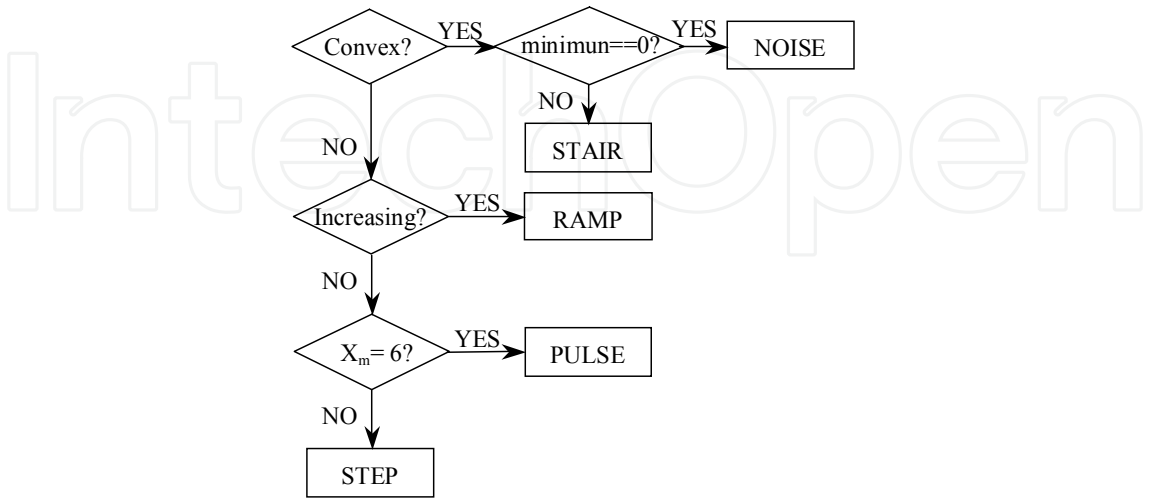 Convex?
YES
minimun==0?
YES
NOISE
NO
STAIR
NO
Increasing?
YES
RAMP
NO
Xm= 6?
YES
PULSE
NO
STEP
IntechOpen